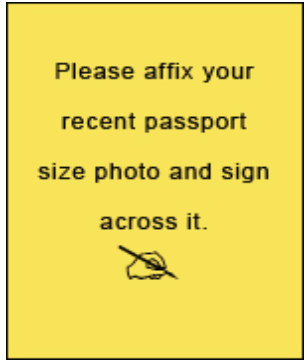 Please affix your
recent passport
size photo and sign
across it.